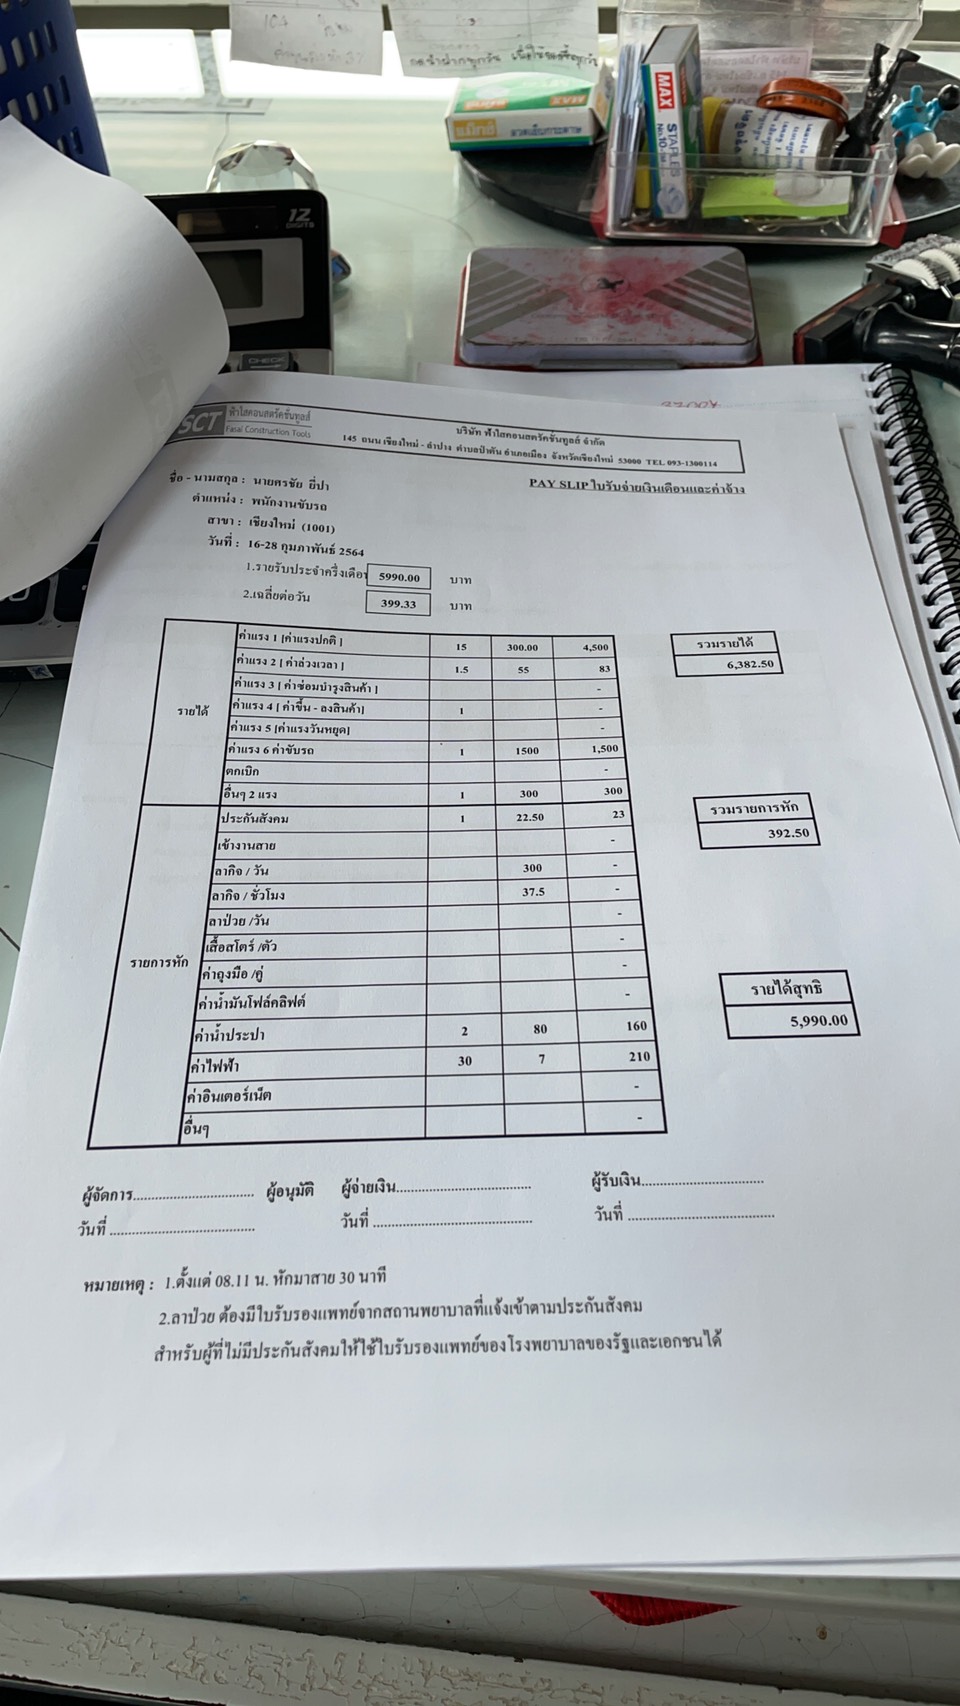 12
DIGITS
CHECK
MAX
STAPLES
SCT
ฟ้าใสคอนสตรัคชั่นทูลส์
Fasai Construction Tools
บริษัท ฟ้าใสคอนสตรัคชั่นทูลส์ จำกัด
145 ถนน เชียงใหม่ - ลำปาง ตำบลป่าตัน อำเภอเมือง จังหวัดเชียงใหม่ 53000 TEL 093-1300114
PAY SLIP ใบรับจ่ายเงินเดือนและค่าจ้าง
ชื่อ - นามสกุล : นายศรชัย ยี่ปา
ตำแหน่ง : พนักงานขับรถ
สาขา : เชียงใหม่ (1001)
วันที่ : 16-28 กุมภาพันธ์ 2564
1.รายรับประจำครึ่งเดือน 5990.00 บาท
2.เฉลี่ยต่อวัน 399.33 บาท
รายได้
ค่าแรง 1 [ค่าแรงปกติ ] 15 300.00 4,500
ค่าแรง 2 [ ค่าล่วงเวลา ] 1.5 55 83
ค่าแรง 3 [ ค่าซ่อมบำรุงสินค้า ] -
ค่าแรง 4 [ ค่าขึ้น - ลงสินค้า] 1 -
ค่าแรง 5 [ค่าแรงวันหยุด] -
ค่าแรง 6 ค่าขับรถ 1 1500 1,500
ตกเบิก -
อื่นๆ 2 แรง 1 300 300
รวมรายได้
6,382.50
รายการหัก
ประกันสังคม 1 22.50 23
เข้างานสาย -
ลากิจ / วัน 300 -
ลากิจ / ชั่วโมง 37.5 -
ลาป่วย /วัน -
เสื้อสโตร์ /ตัว -
ค่าถุงมือ /คู่ -
ค่าน้ำมันโฟล์คลิฟต์ -
ค่าน้ำประปา 2 80 160
ค่าไฟฟ้า 30 7 210
ค่าอินเตอร์เน็ต -
อื่นๆ -
รวมรายการหัก
392.50
รายได้สุทธิ
5,990.00
ผู้จัดการ................................ ผู้อนุมัติ ผู้จ่ายเงิน................................ ผู้รับเงิน................................
วันที่ ...................................... วันที่ ...................................... วันที่ ......................................
หมายเหตุ : 1.ตั้งแต่ 08.11 น. หักมาสาย 30 นาที
2.ลาป่วย ต้องมีใบรับรองแพทย์จากสถานพยาบาลที่แจ้งเข้าตามประกันสังคม
สำหรับผู้ที่ไม่มีประกันสังคมให้ใช้ใบรับรองแพทย์ของโรงพยาบาลของรัฐและเอกชนได้